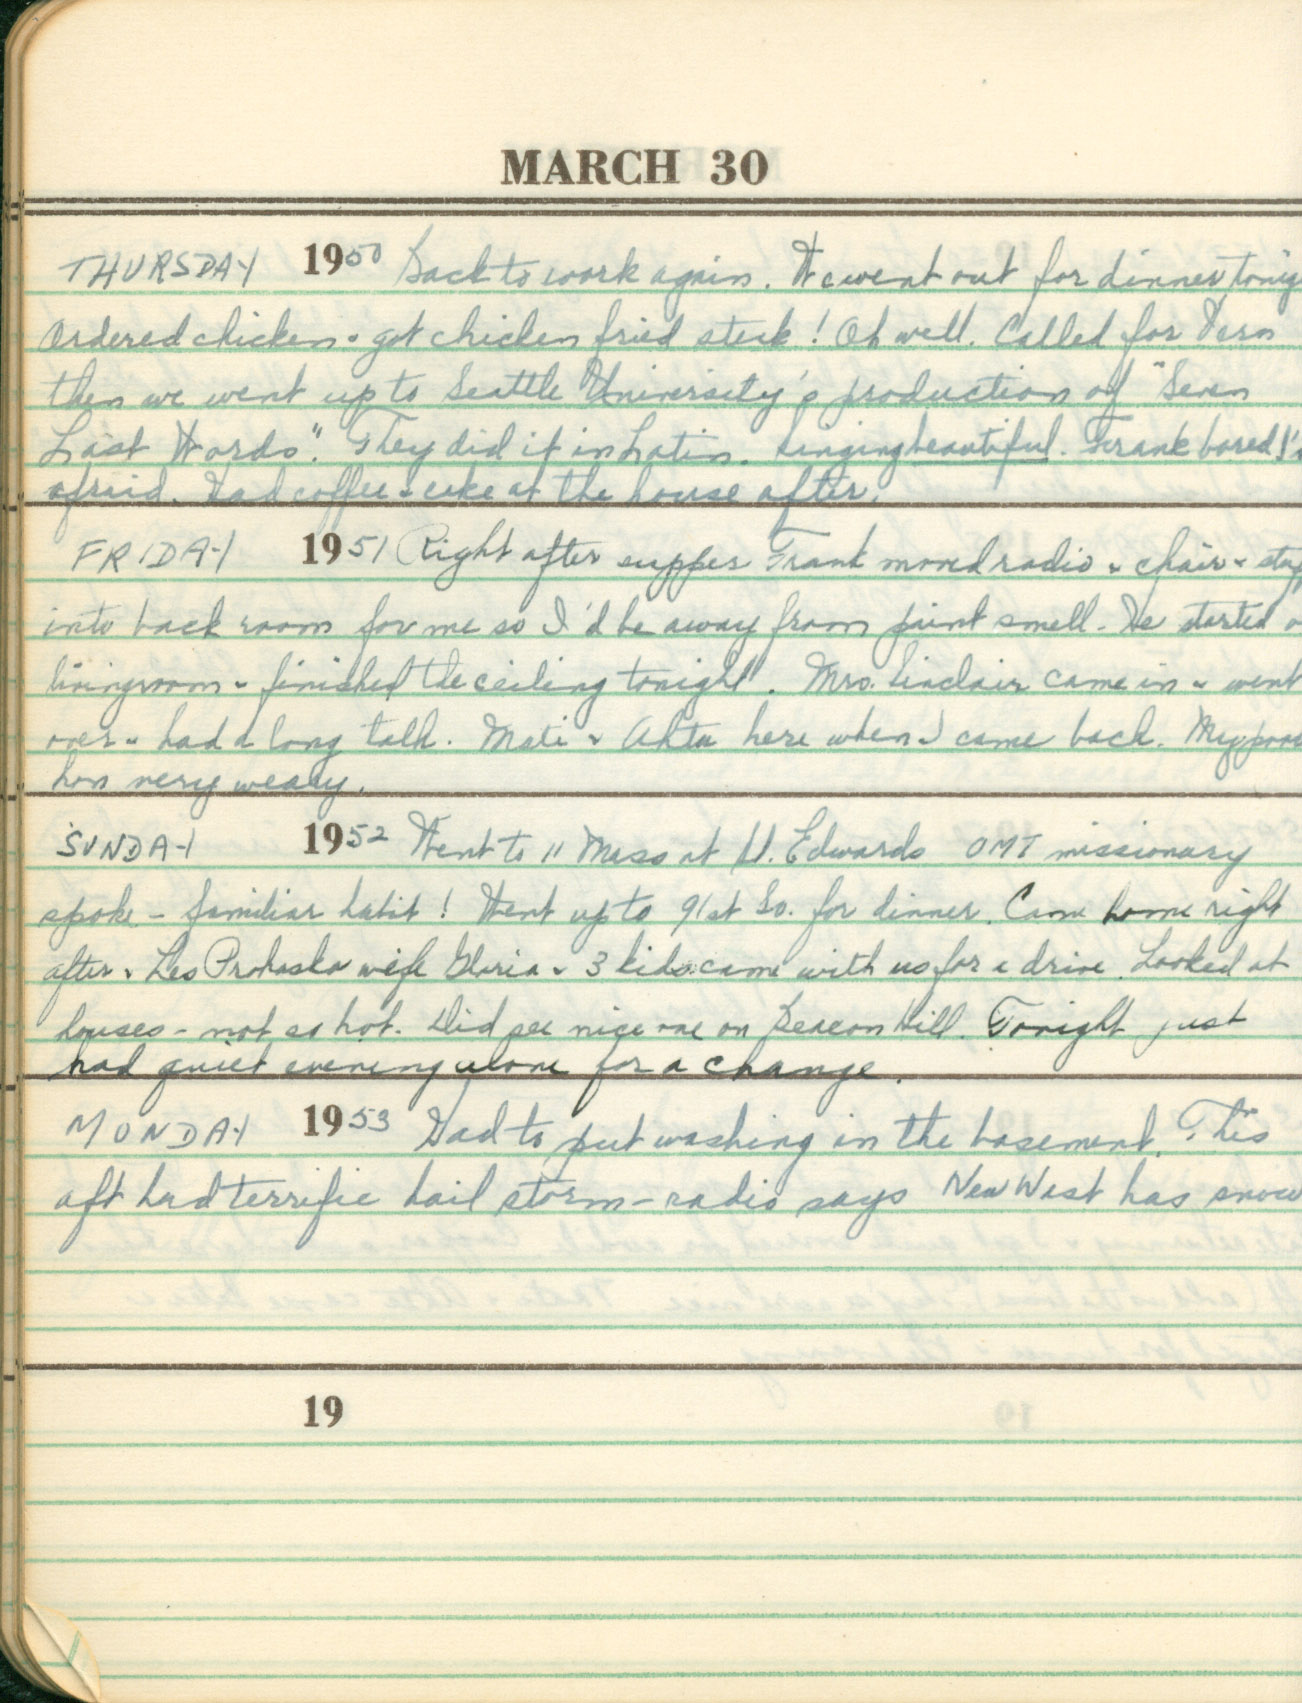 MARCH 30
THURSDAY 1950 Back to work again. We went out for dinner tonig
Ordered chicken & got chicken fried steak! Oh well. Called for Vern
then we went up to Seattle University's production of "Seven
Last Words". They did it in Latin. Singing beautiful. Frank bored I'm
afraid. Had coffee & cake at the house after.
FRIDAY 1951 Right after supper Frank moved radio & chair &
into back room for me so I'd be away from paint smell. He started
livingroom & finished the ceiling tonight. Mrs. Sinclair came in & went
over & had a long talk. Mati & Ahta here when I came back. My poor
hon very weary.
SUNDAY 1952 Went to 11 Mass at St. Edwards OMI missionary
spoke - familiar habit! Went up to 91st So. for dinner. Came home right
after & Les Prohaska wife Gloria & 3 kids came with us for a drive. Looked at
houses - not so hot. Did see nice one on Beacon Hill. Tonight just
had quiet evening alone for a change.
MONDAY 1953 Had to put washing in the basement. This
aft had terrific hail storm - radio says New West has snow
19